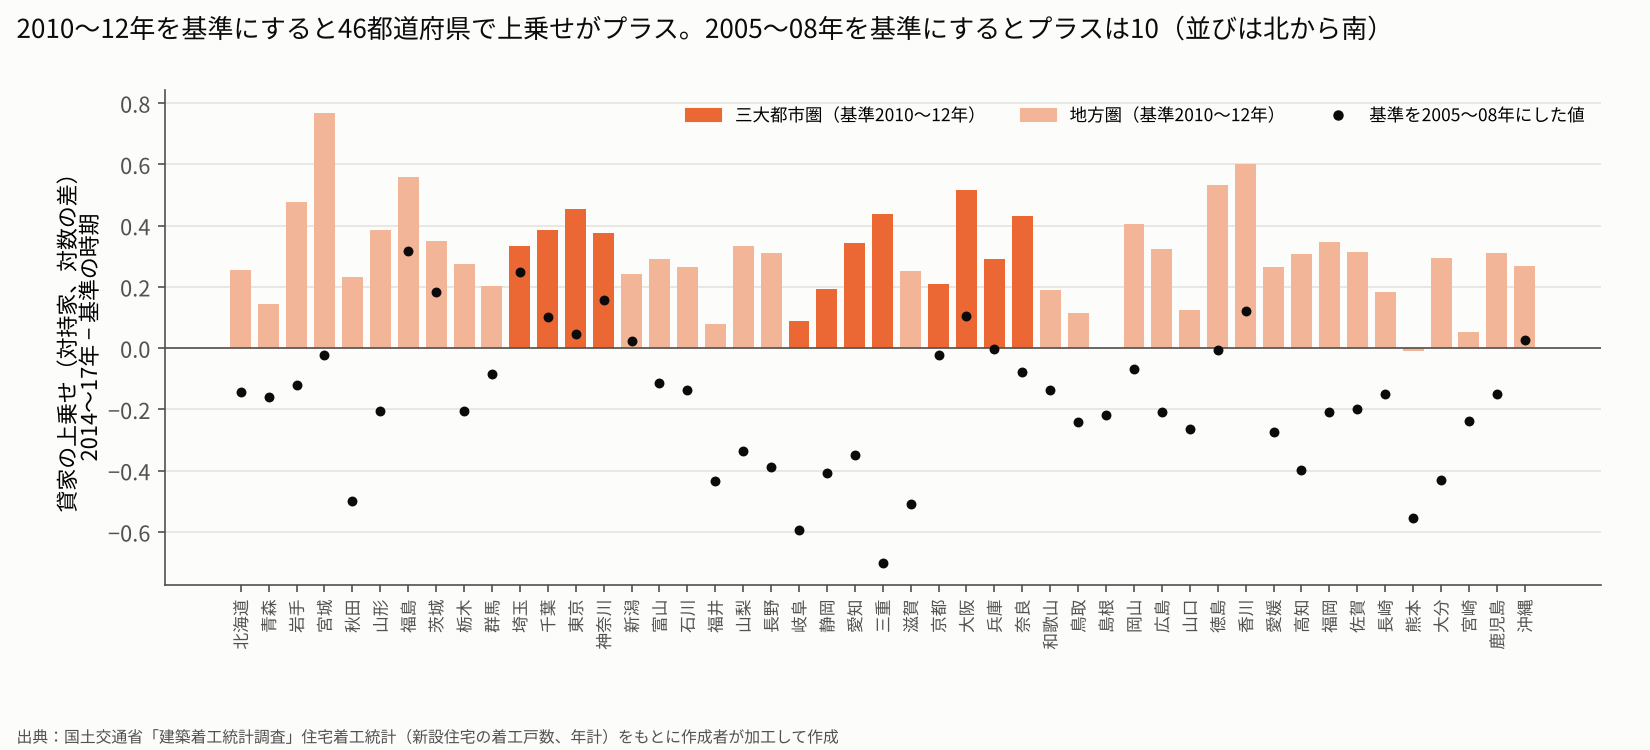 2010〜12年を基準にすると46都道府県で上乗せがプラス。2005〜08年を基準にするとプラスは10（並びは北から南）
三大都市圏（基準2010〜12年）
地方圏（基準2010〜12年）
基準を2005〜08年にした値
貸家の上乗せ（対持家、対数の差）
2014〜17年 − 基準の時期
0.8
0.6
0.4
0.2
0.0
−0.2
−0.4
−0.6
北海道
青森
岩手
宮城
秋田
山形
福島
茨城
栃木
群馬
埼玉
千葉
東京
神奈川
新潟
富山
石川
福井
山梨
長野
岐阜
静岡
愛知
三重
滋賀
京都
大阪
兵庫
奈良
和歌山
鳥取
島根
岡山
広島
山口
徳島
香川
愛媛
高知
福岡
佐賀
長崎
熊本
大分
宮崎
鹿児島
沖縄
出典：国土交通省「建築着工統計調査」住宅着工統計（新設住宅の着工戸数、年計）をもとに作成者が加工して作成